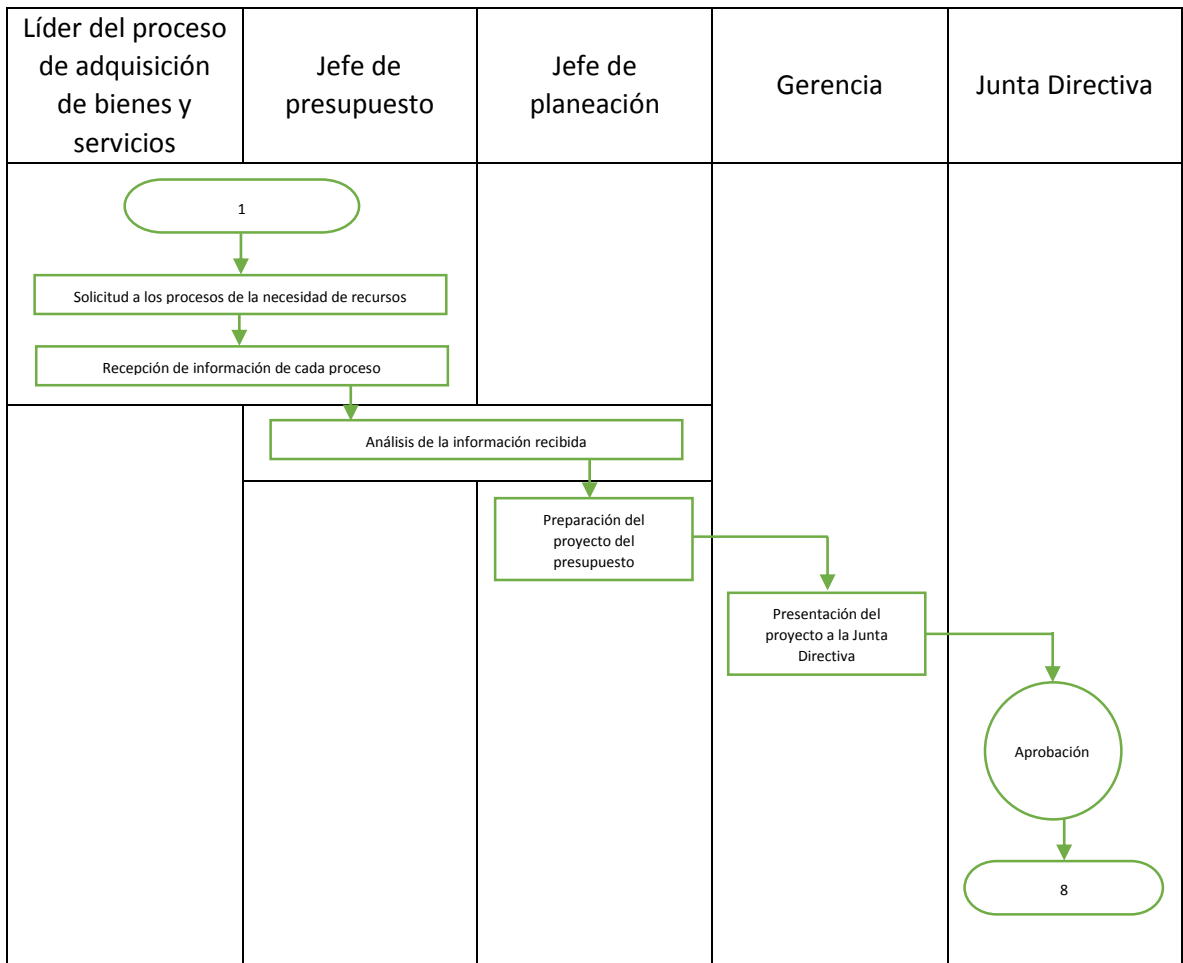 Líder del proceso
de adquisición
de bienes y
servicios
Jefe de
presupuesto
Jefe de
planeación
Gerencia
Junta Directiva
1
Solicitud a los procesos de la necesidad de recursos
Recepción de información de cada proceso
Análisis de la información recibida
Preparación del
proyecto del
presupuesto
Presentación del
proyecto a la Junta
Directiva
Aprobación
8